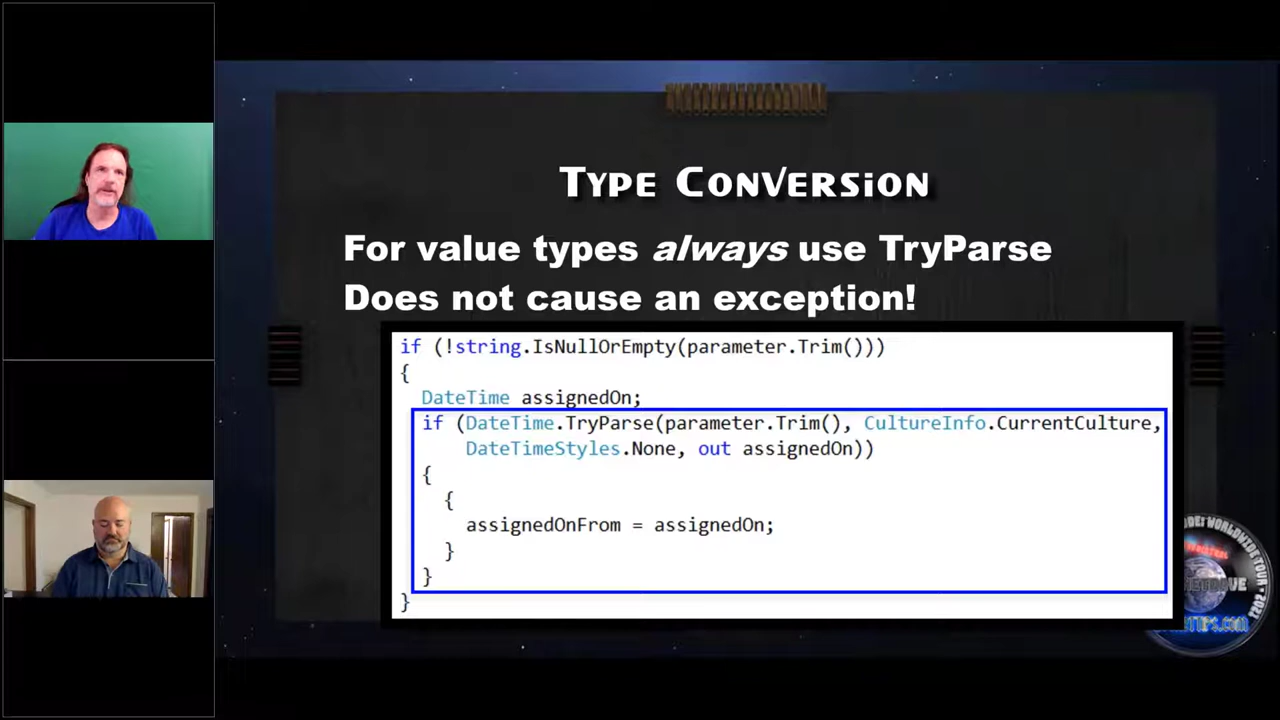 Type Conversion
For value types always use TryParse
Does not cause an exception!
if (!string.IsNullOrEmpty(parameter.Trim()))
{
DateTime assignedOn;
if (DateTime.TryParse(parameter.Trim(), CultureInfo.CurrentCulture,
DateTimeStyles.None, out assignedOn))
{
{
assignedOnFrom = assignedOn;
}
}
}